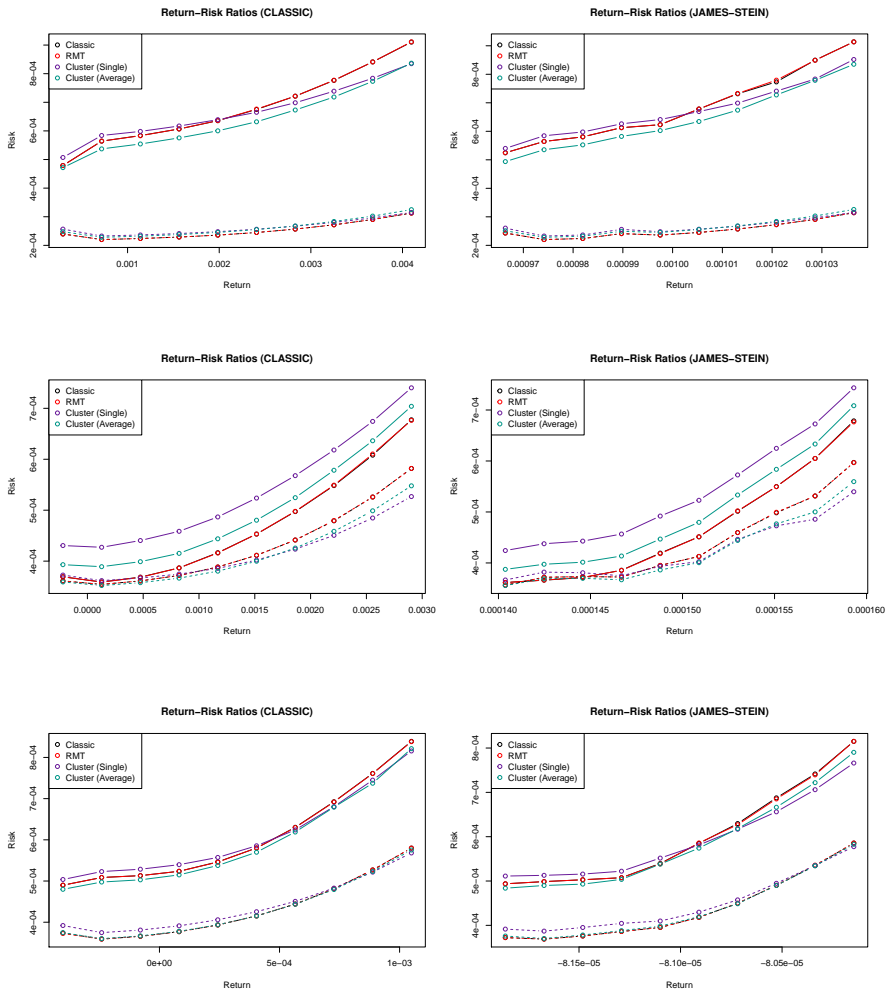 Return−Risk Ratios (CLASSIC)
Classic
RMT
Cluster (Single)
Cluster (Average)
Risk
2e−04
4e−04
6e−04
8e−04
0.001
0.002
0.003
0.004
Return
Return−Risk Ratios (JAMES−STEIN)
Classic
RMT
Cluster (Single)
Cluster (Average)
Risk
2e−04
4e−04
6e−04
8e−04
0.00097
0.00098
0.00099
0.00100
0.00101
0.00102
0.00103
Return
Return−Risk Ratios (CLASSIC)
Classic
RMT
Cluster (Single)
Cluster (Average)
Risk
4e−04
5e−04
6e−04
7e−04
0.0000
0.0005
0.0010
0.0015
0.0020
0.0025
0.0030
Return
Return−Risk Ratios (JAMES−STEIN)
Classic
RMT
Cluster (Single)
Cluster (Average)
Risk
4e−04
5e−04
6e−04
7e−04
0.000140
0.000145
0.000150
0.000155
0.000160
Return
Return−Risk Ratios (CLASSIC)
Classic
RMT
Cluster (Single)
Cluster (Average)
Risk
4e−04
5e−04
6e−04
7e−04
8e−04
0e+00
5e−04
1e−03
Return
Return−Risk Ratios (JAMES−STEIN)
Classic
RMT
Cluster (Single)
Cluster (Average)
Risk
4e−04
5e−04
6e−04
7e−04
8e−04
−8.15e−05
−8.10e−05
−8.05e−05
Return